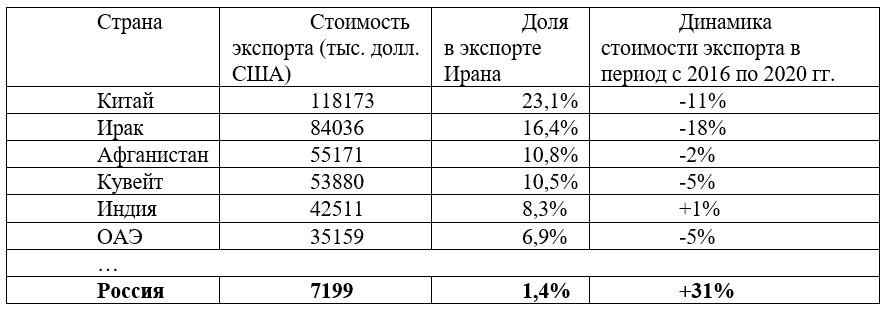 Страна Стоимость экспорта (тыс. долл. США) Доля в экспорте Ирана Динамика стоимости экспорта в период с 2016 по 2020 гг.
Китай 118173 23,1% -11%
Ирак 84036 16,4% -18%
Афганистан 55171 10,8% -2%
Кувейт 53880 10,5% -5%
Индия 42511 8,3% +1%
ОАЭ 35159 6,9% -5%
…
Россия 7199 1,4% +31%